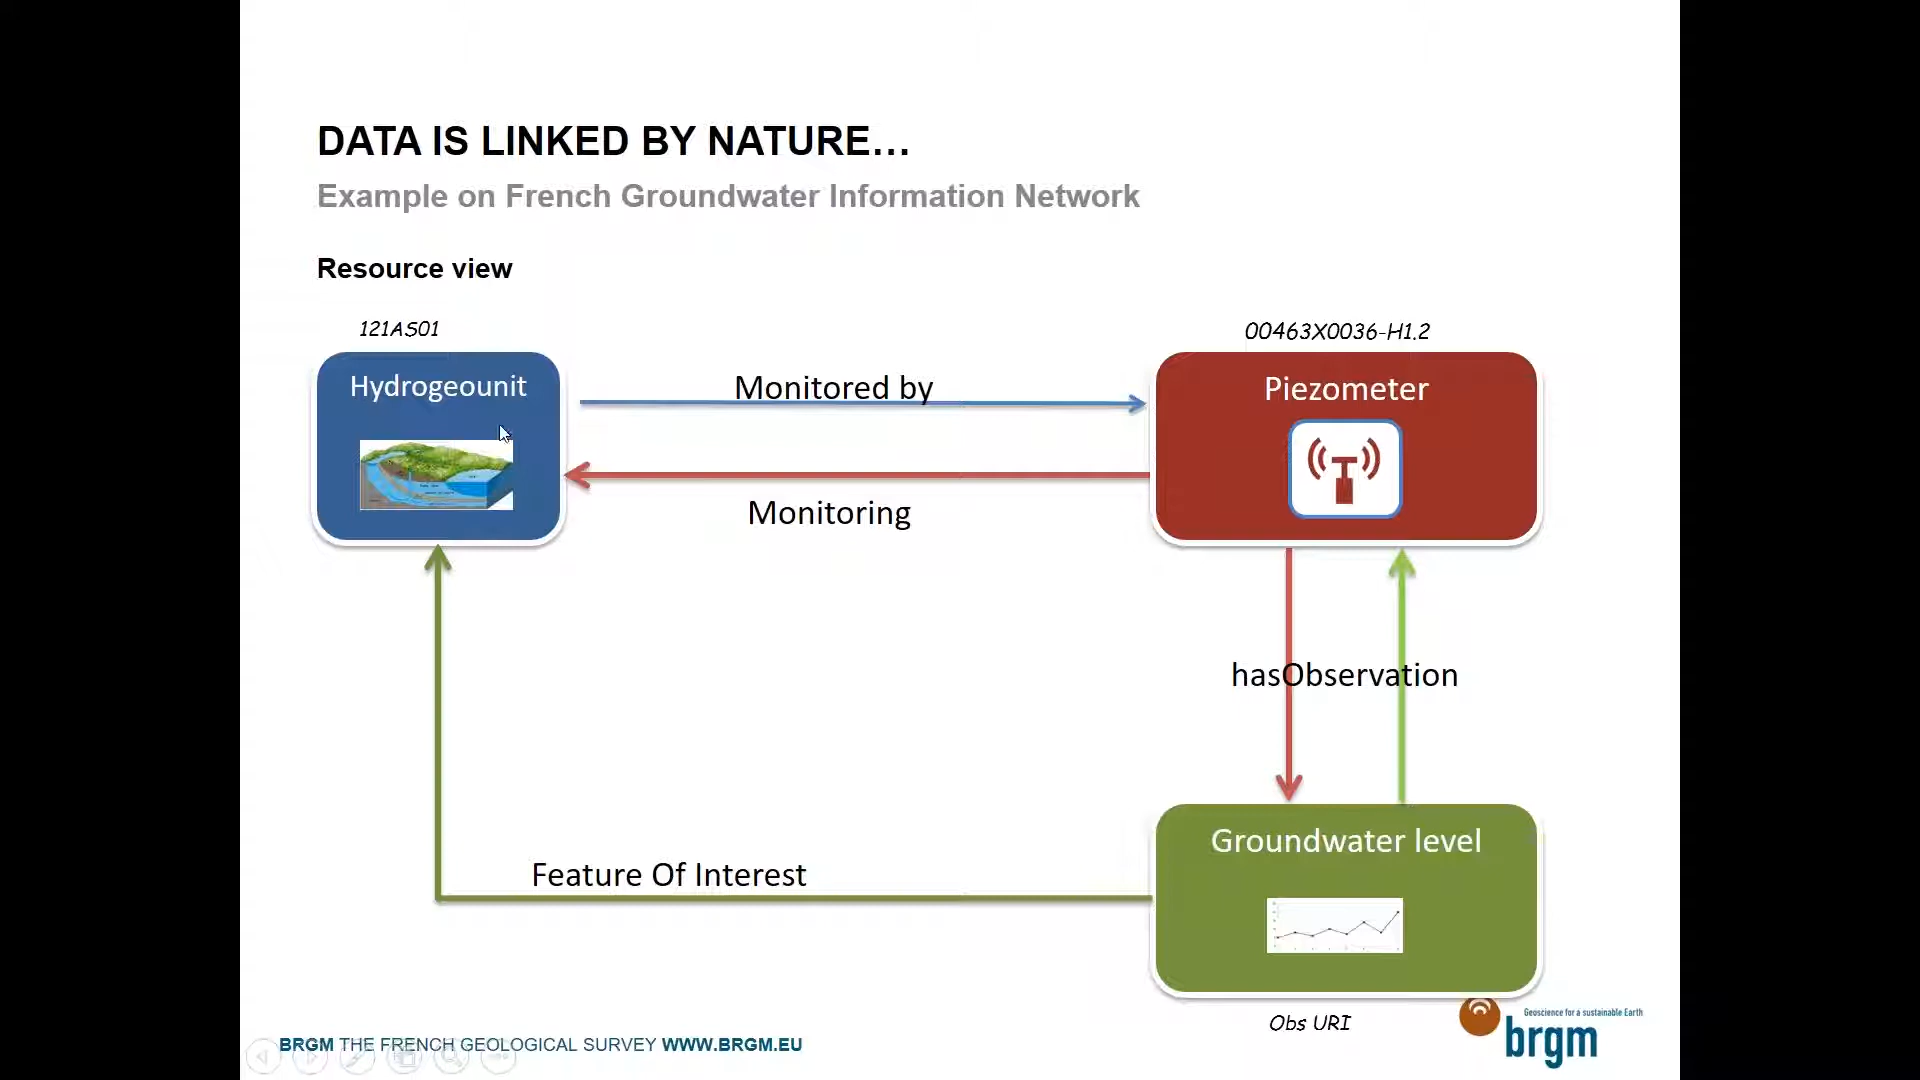 DATA IS LINKED BY NATURE...
Example on French Groundwater Information Network
Resource view
121AS01
00463X0036-H1.2
Hydrogeounit
Monitored by
Piezometer
Monitoring
hasObservation
Groundwater level
Feature Of Interest
Obs URI
Geoscience for a sustainable Earth
brgm
BRGM THE FRENCH GEOLOGICAL SURVEY WWW.BRGM.EU